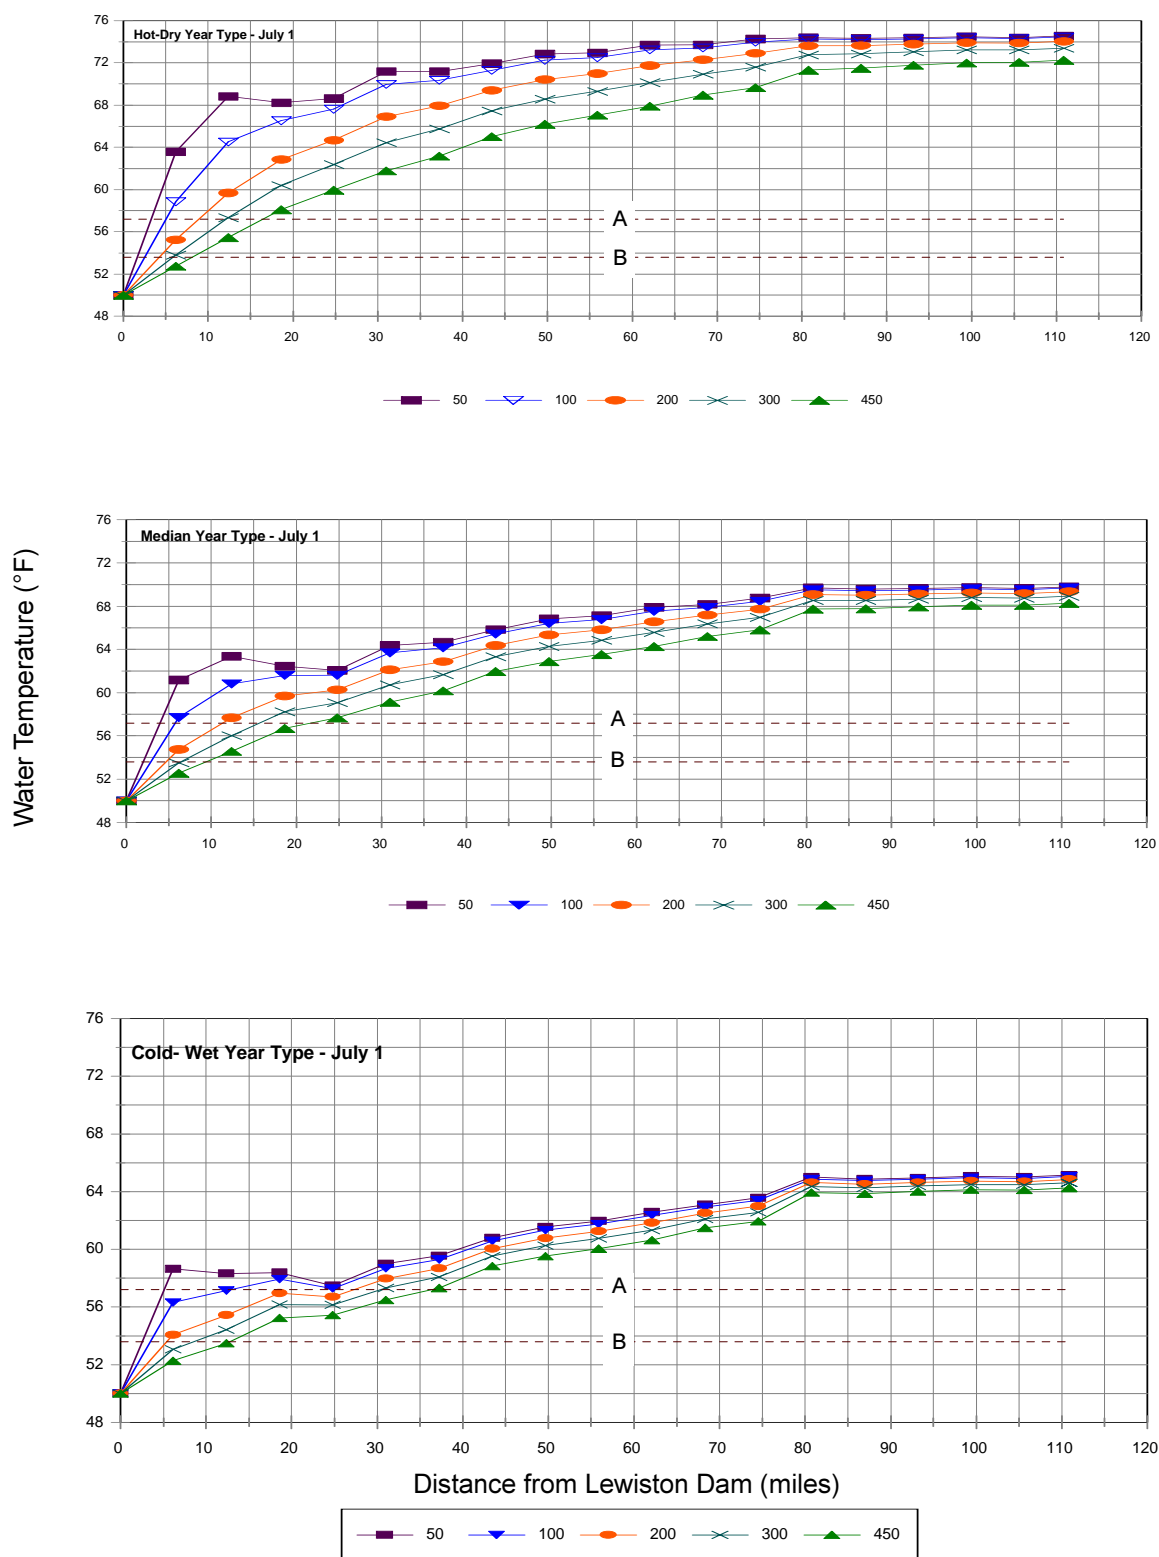 Hot-Dry Year Type - July 1
76
72
68
64
60
56
52
48
A
B
0 10 20 30 40 50 60 70 80 90 100 110 120
50 100 200 300 450
Water Temperature (°F)
Median Year Type - July 1
76
72
68
64
60
56
52
48
A
B
0 10 20 30 40 50 60 70 80 90 100 110 120
50 100 200 300 450
Cold- Wet Year Type - July 1
76
72
68
64
60
56
52
48
A
B
0 10 20 30 40 50 60 70 80 90 100 110 120
Distance from Lewiston Dam (miles)
50 100 200 300 450